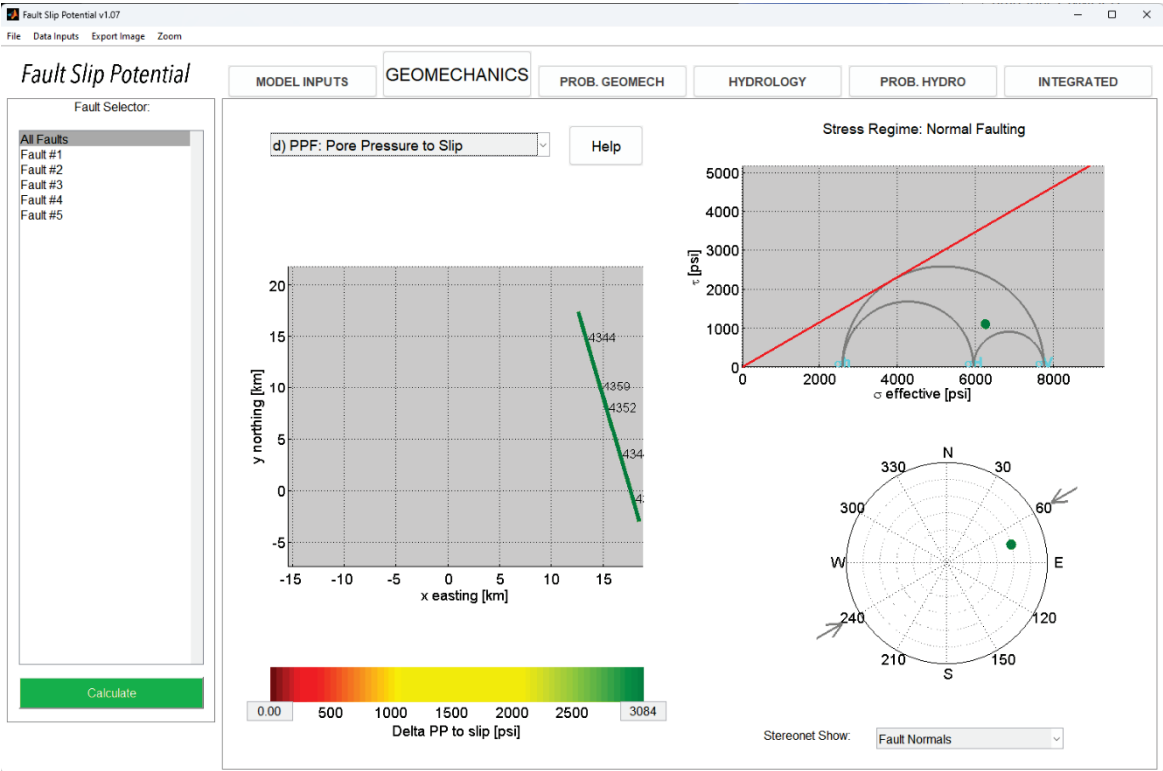 Fault Slip Potential v1.07
File Data Inputs Export Image Zoom
Fault Slip Potential
MODEL INPUTS GEOMECHANICS PROB. GEOMECH HYDROLOGY PROB. HYDRO INTEGRATED
Fault Selector:
All Faults
Fault #1
Fault #2
Fault #3
Fault #4
Fault #5
Calculate
d) PPF: Pore Pressure to Slip
Help
20
15
10
5
0
-5
y northing [km]
4344
4350
4352
434
-15 -10 -5 0 5 10 15
x easting [km]
0.00 500 1000 1500 2000 2500 3084
Delta PP to slip [psi]
Stress Regime: Normal Faulting
5000
4000
3000
2000
1000
0
τ [psi]
0 2000 4000 6000 8000
σ effective [psi]
N
330 30
300 60
W E
240 120
210 150
S
Stereonet Show: Fault Normals